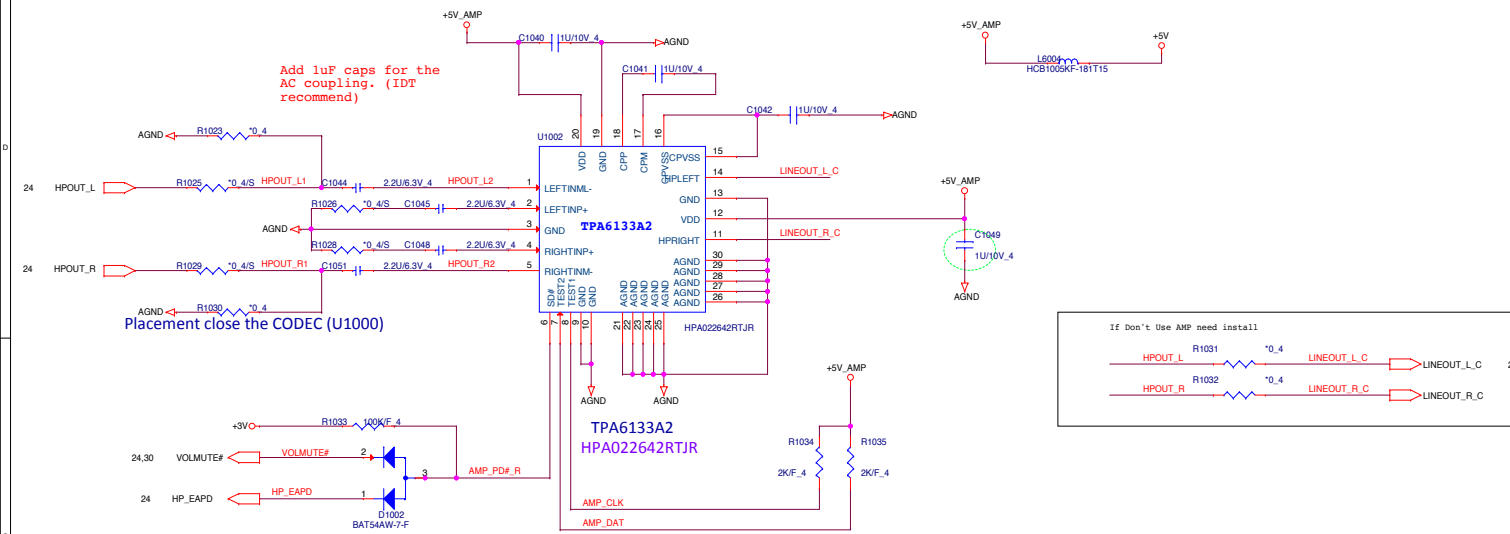 +5V_AMP
C1040 1U/10V_4
AGND
+5V_AMP
+5V
L6004
HCB1005KF-181T15
Add 1uF caps for the
AC coupling. (IDT
recommend)
C1041 1U/10V_4
C1042 1U/10V_4
AGND
AGND R1023 *0_4
U1002
20 19 18 17 16
VDD GND CPP CPM CPVSS
CPVSS 15
HPLEFT 14 LINEOUT_L_C
24 HPOUT_L R1025 *0_4/S HPOUT_L1 C1044 2.2U/6.3V_4 HPOUT_L2 1 LEFTINML-
GND 13
+5V_AMP
R1026 *0_4/S C1045 2.2U/6.3V_4 2 LEFTINP+
VDD 12
AGND 3 GND
TPA6133A2
HPRIGHT 11 LINEOUT_R_C
C1049
1U/10V_4
AGND
R1028 *0_4/S C1048 2.2U/6.3V_4 4 RIGHTINP+
24 HPOUT_R R1029 *0_4/S HPOUT_R1 C1051 2.2U/6.3V_4 HPOUT_R2 5 RIGHTINM-
AGND 30
AGND 29
AGND 28
AGND 27
AGND 26
AGND R1030 *0_4
Placement close the CODEC (U1000)
SD# TEST2 TEST1 GND GND AGND AGND AGND AGND AGND
6 7 8 9 10 21 22 23 24 25
HPA022642RTJR
If Don't Use AMP need install
HPOUT_L R1031 *0_4 LINEOUT_L_C LINEOUT_L_C 2
HPOUT_R R1032 *0_4 LINEOUT_R_C LINEOUT_R_C
AGND AGND
TPA6133A2
HPA022642RTJR
+5V_AMP
R1034 R1035
2K/F_4 2K/F_4
+3V R1033 100K/F_4
24,30 VOLMUTE# VOLMUTE# 2
3 AMP_PD#_R
24 HP_EAPD HP_EAPD 1
D1002
BAT54AW-7-F
AMP_CLK
AMP_DAT
D